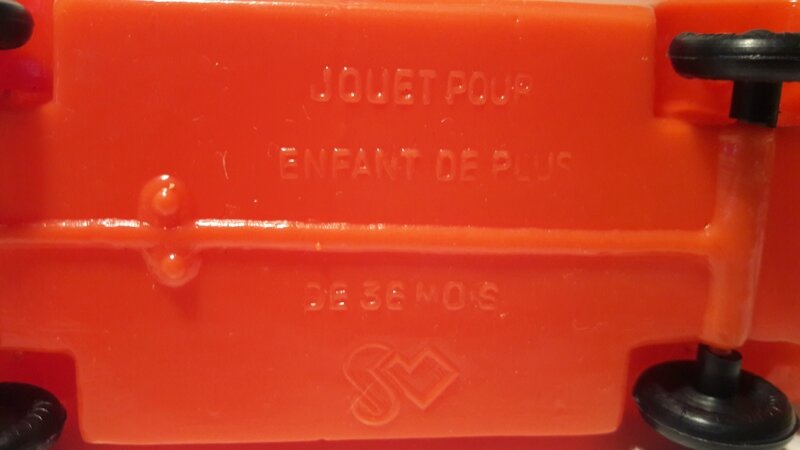 JOUET POUR
ENFANT DE PLUS
DE 36 MOIS